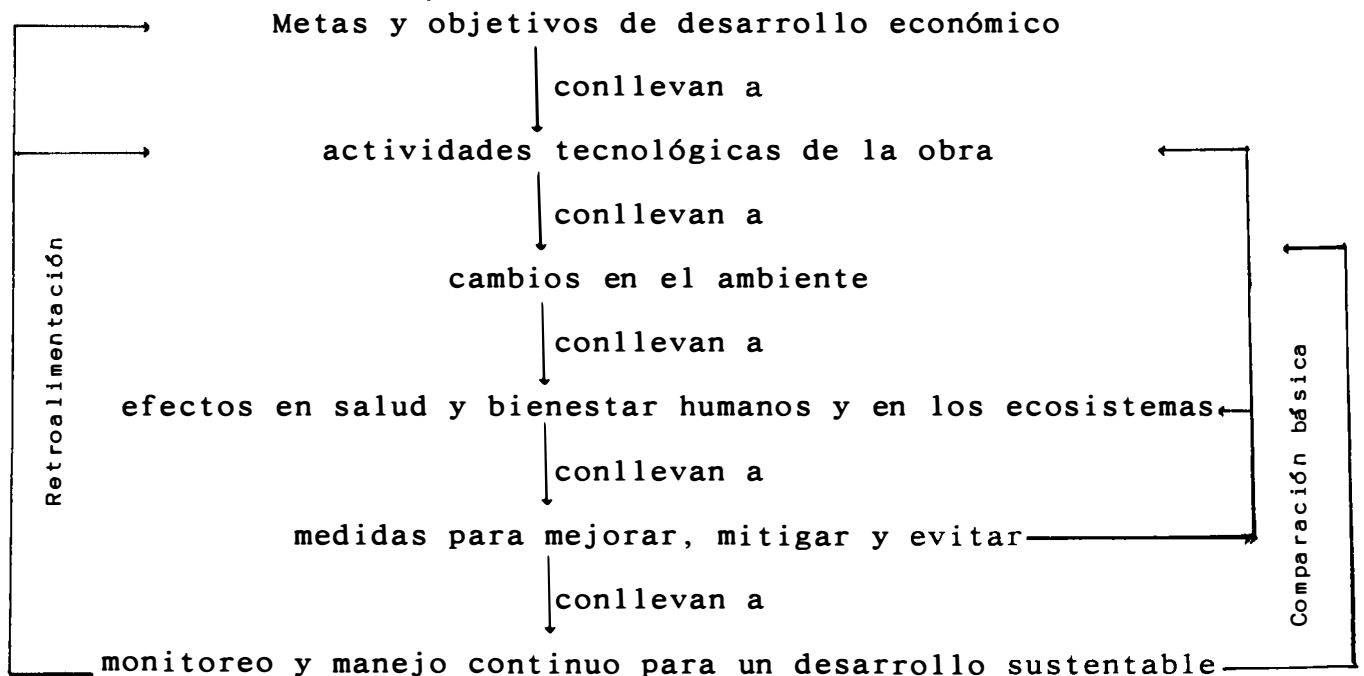 Metas y objetivos de desarrollo económico
conllevan a
actividades tecnológicas de la obra
conllevan a
cambios en el ambiente
conllevan a
efectos en salud y bienestar humanos y en los ecosistemas
conllevan a
medidas para mejorar, mitigar y evitar
conllevan a
monitoreo y manejo continuo para un desarrollo sustentable
Retroalimentación
Comparación básica